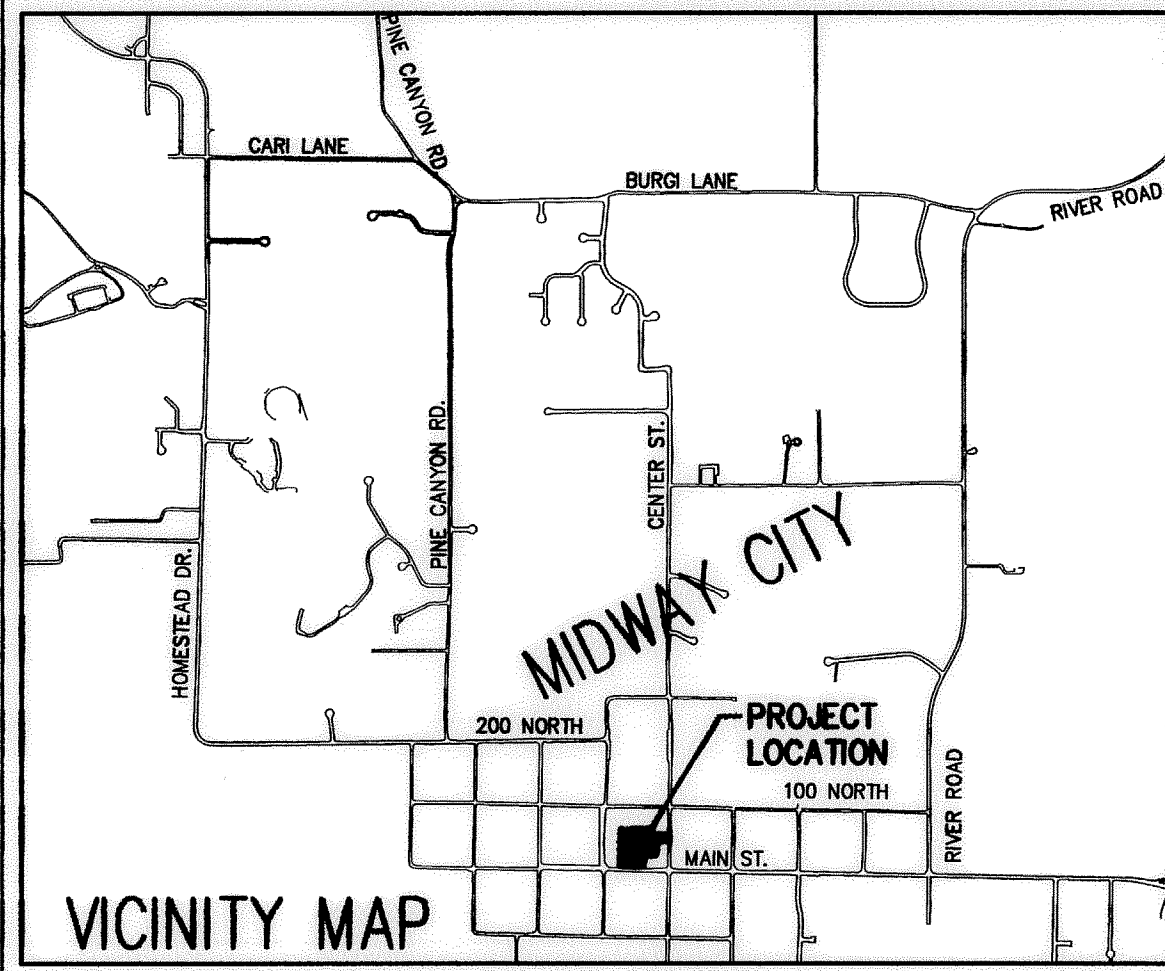 PINE CANYON RD
CARI LANE
BURGI LANE
RIVER ROAD
PINE CANYON RD.
CENTER ST.
HOMESTEAD DR.
MIDWAY CITY
200 NORTH
PROJECT
LOCATION
100 NORTH
RIVER ROAD
MAIN ST.
VICINITY MAP